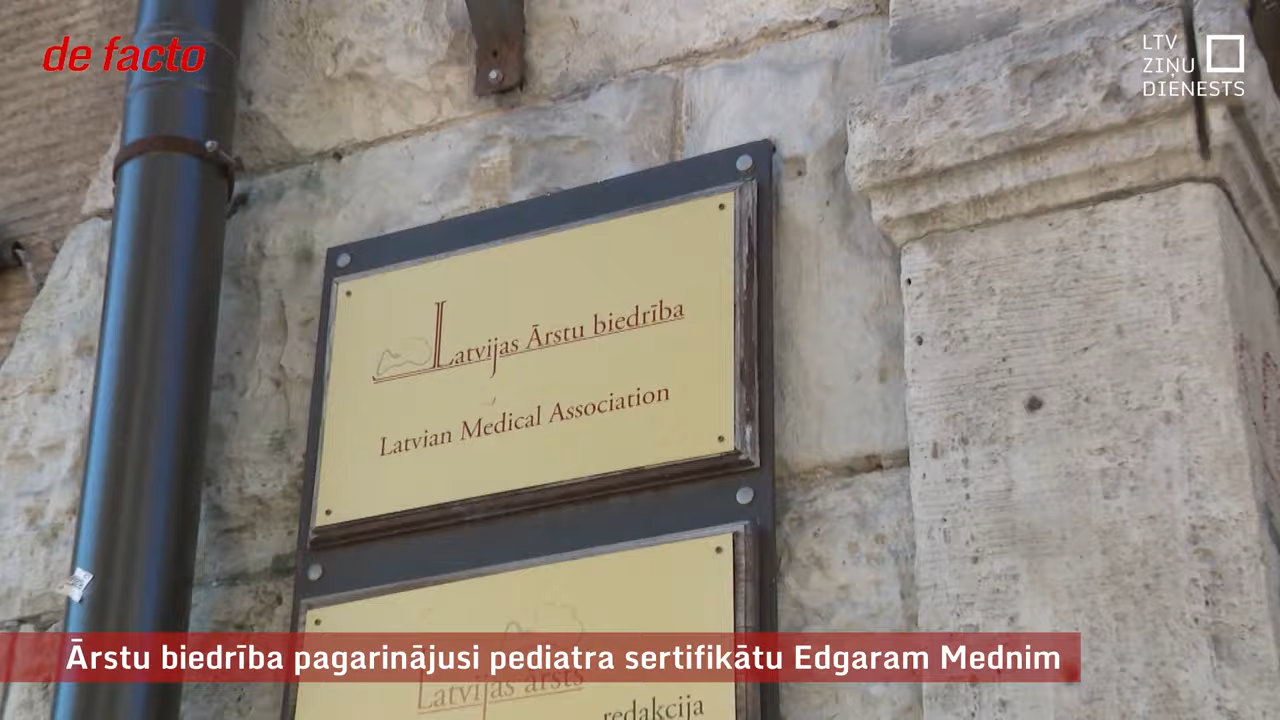 de facto
LTV
ZIŅU
DIENESTS
Latvijas Ārstu biedrība
Latvian Medical Association
Ārstu biedrība pagarinājusi pediatra sertifikātu Edgaram Mednim
Latvijas ārsts
redakcija